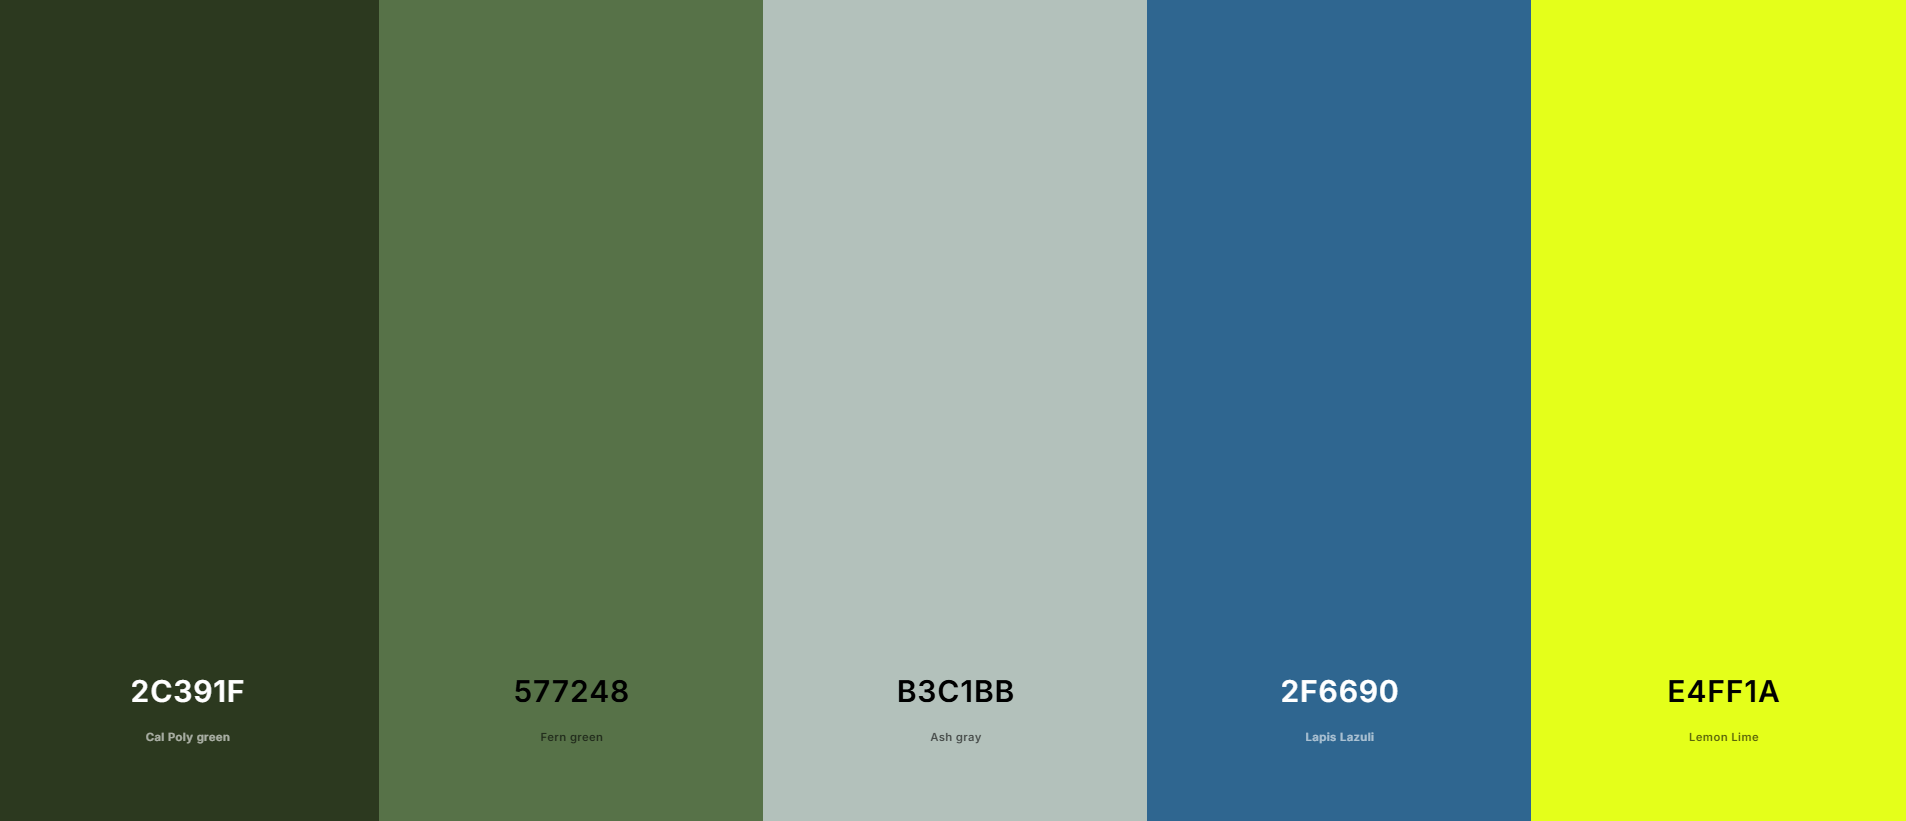 2C391F
Cal Poly green
577248
Fern green
B3C1BB
Ash gray
2F6690
Lapis Lazuli
E4FF1A
Lemon Lime